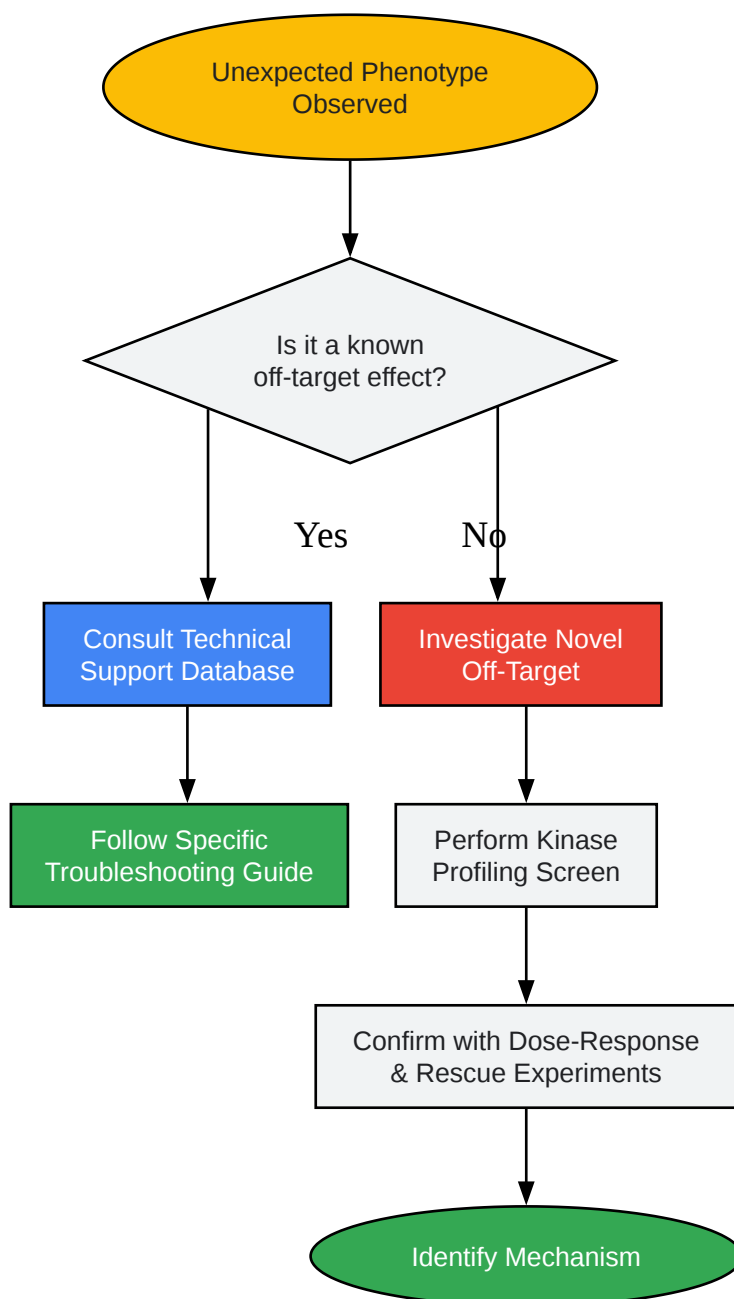 Unexpected Phenotype
Observed
Is it a known
off-target effect?
Yes
No
Consult Technical
Support Database
Investigate Novel
Off-Target
Follow Specific
Troubleshooting Guide
Perform Kinase
Profiling Screen
Confirm with Dose-Response
& Rescue Experiments
Identify Mechanism